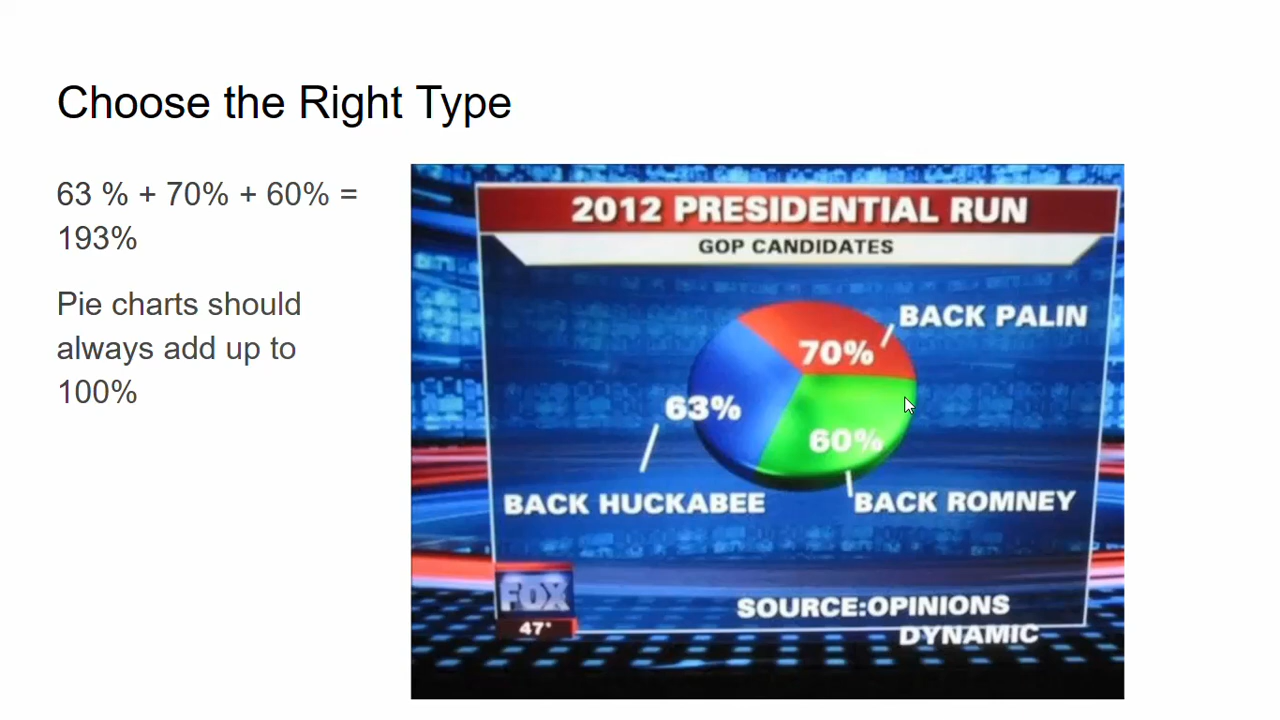 Choose the Right Type
63 % + 70% + 60% =
193%
Pie charts should
always add up to
100%
2012 PRESIDENTIAL RUN
GOP CANDIDATES
BACK PALIN
70%
63%
60%
BACK HUCKABEE
BACK ROMNEY
FOX
47°
SOURCE:OPINIONS
DYNAMIC